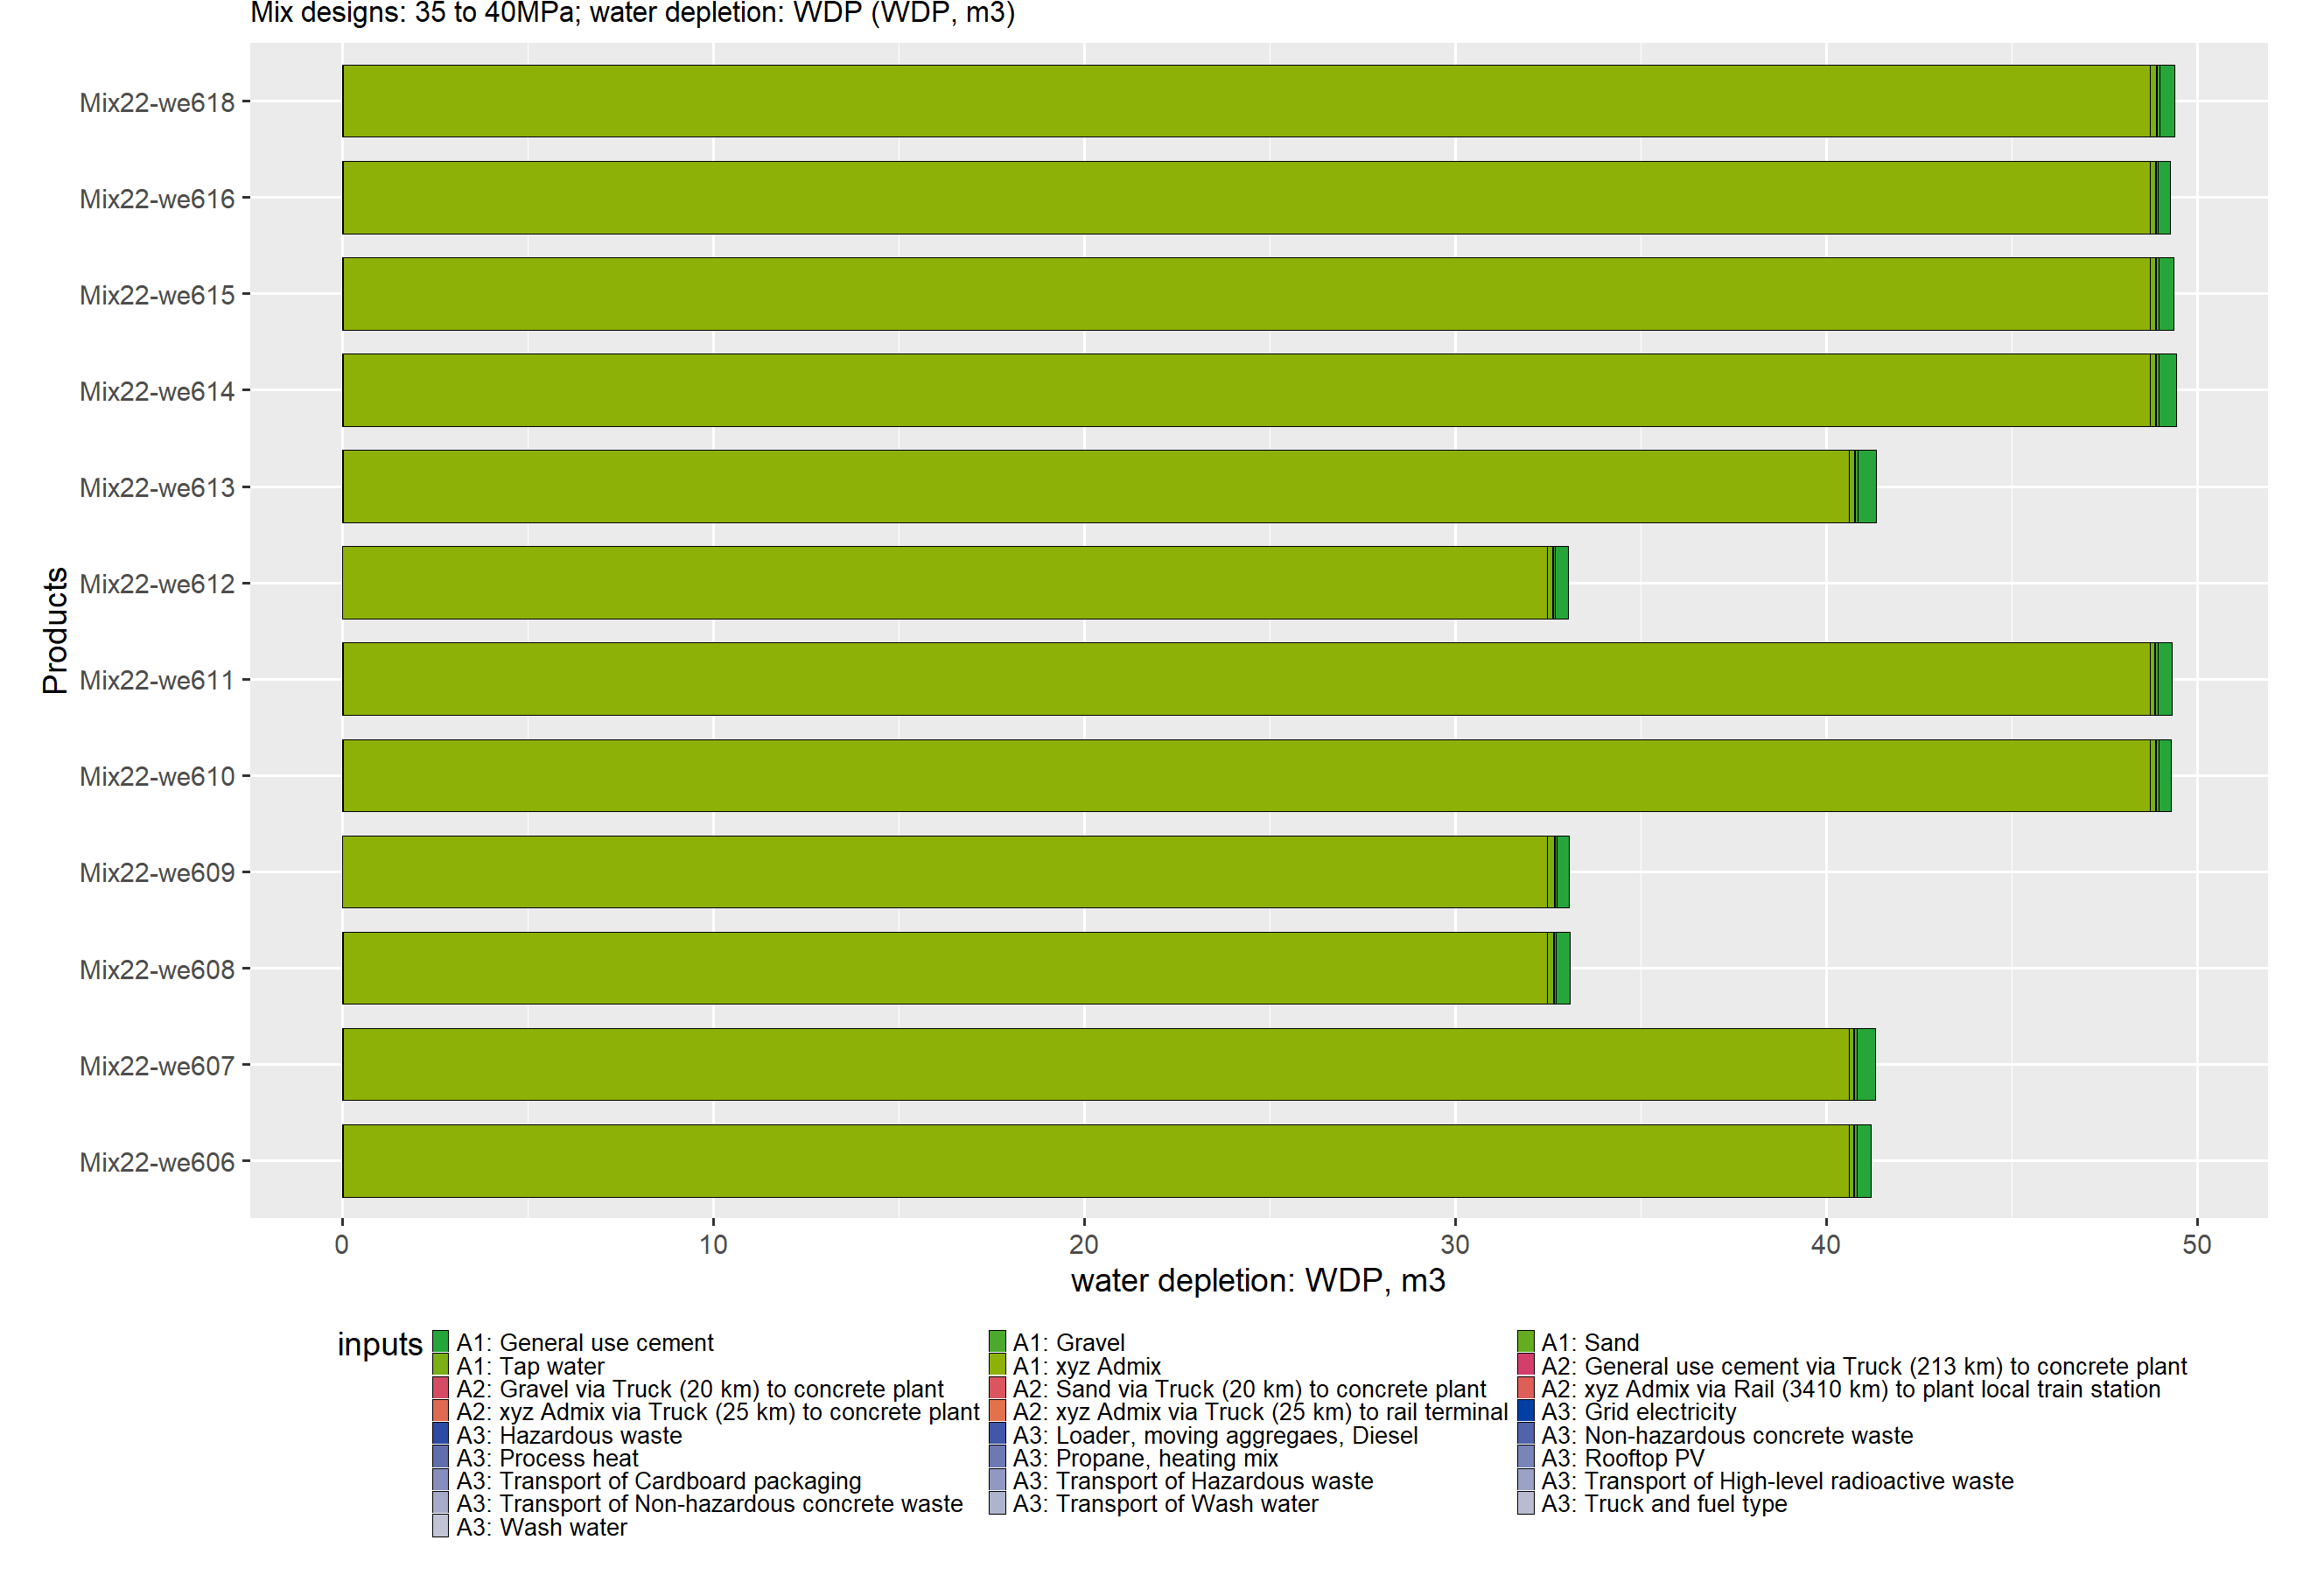 Mix designs: 35 to 40MPa; water depletion: WDP (WDP, m3)
Products
Mix22-we618
Mix22-we616
Mix22-we615
Mix22-we614
Mix22-we613
Mix22-we612
Mix22-we611
Mix22-we610
Mix22-we609
Mix22-we608
Mix22-we607
Mix22-we606
0 10 20 30 40 50
water depletion: WDP, m3
inputs
A1: General use cement A1: Gravel A1: Sand
A1: Tap water A1: xyz Admix A2: General use cement via Truck (213 km) to concrete plant
A2: Gravel via Truck (20 km) to concrete plant A2: Sand via Truck (20 km) to concrete plant A2: xyz Admix via Rail (3410 km) to plant local train station
A2: xyz Admix via Truck (25 km) to concrete plant A2: xyz Admix via Truck (25 km) to rail terminal A3: Grid electricity
A3: Hazardous waste A3: Loader, moving aggregaes, Diesel A3: Non-hazardous concrete waste
A3: Process heat A3: Propane, heating mix A3: Rooftop PV
A3: Transport of Cardboard packaging A3: Transport of Hazardous waste A3: Transport of High-level radioactive waste
A3: Transport of Non-hazardous concrete waste A3: Transport of Wash water A3: Truck and fuel type
A3: Wash water